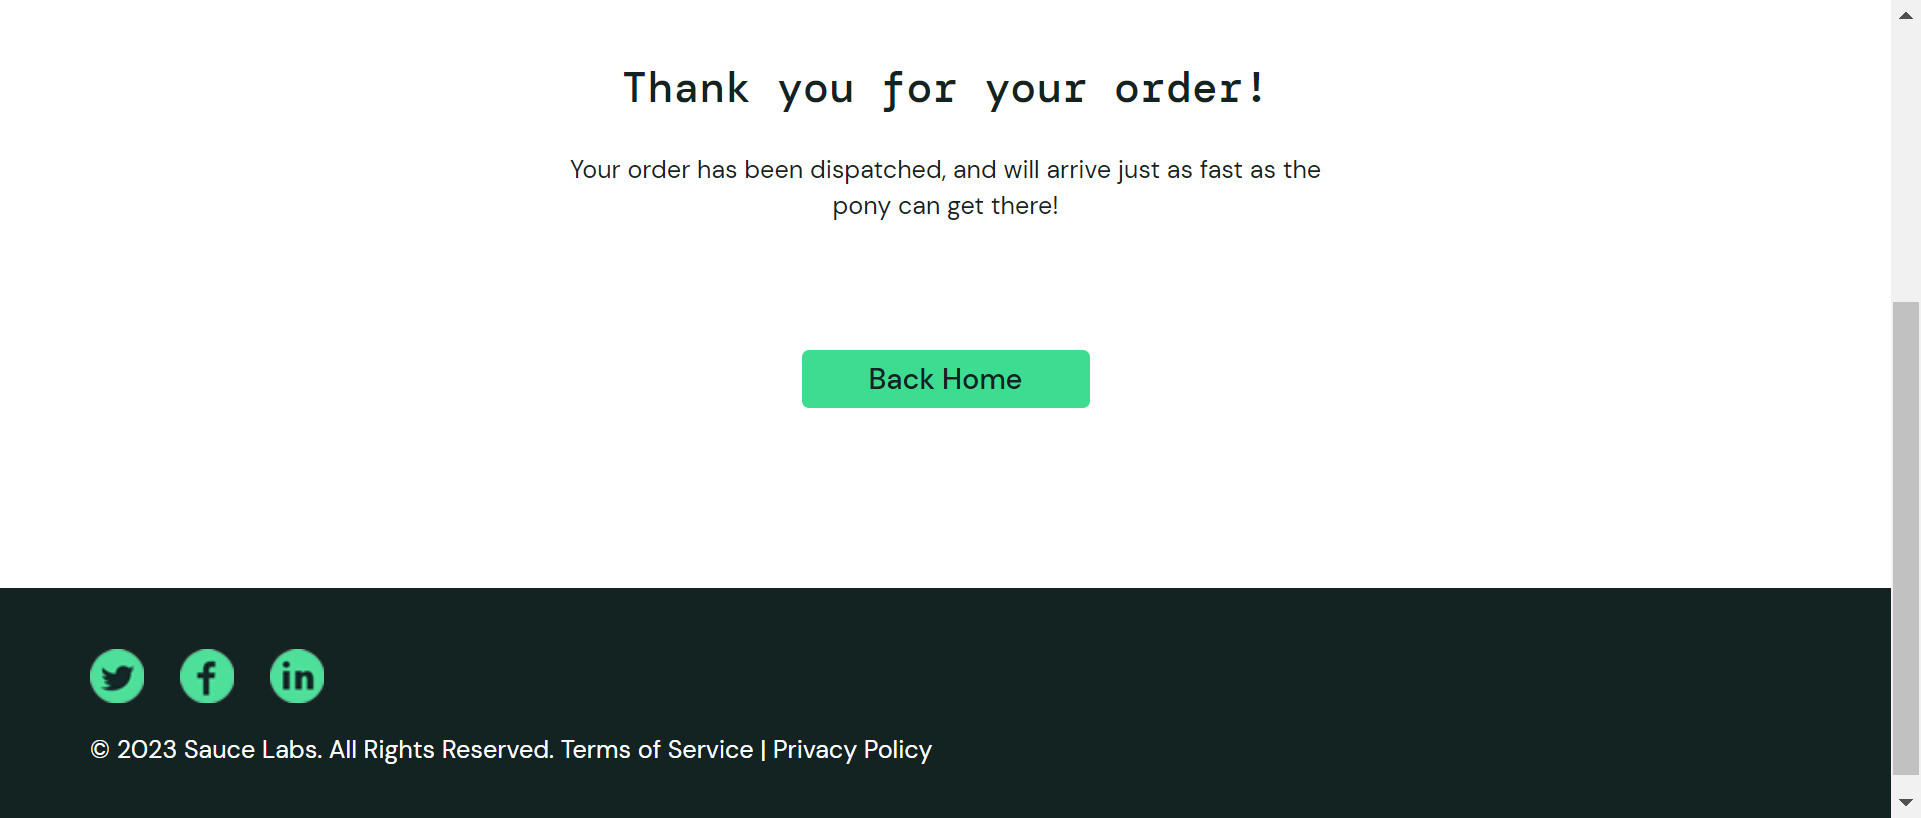 Thank you for your order!
Your order has been dispatched, and will arrive just as fast as the
pony can get there!
Back Home
© 2023 Sauce Labs. All Rights Reserved. Terms of Service | Privacy Policy